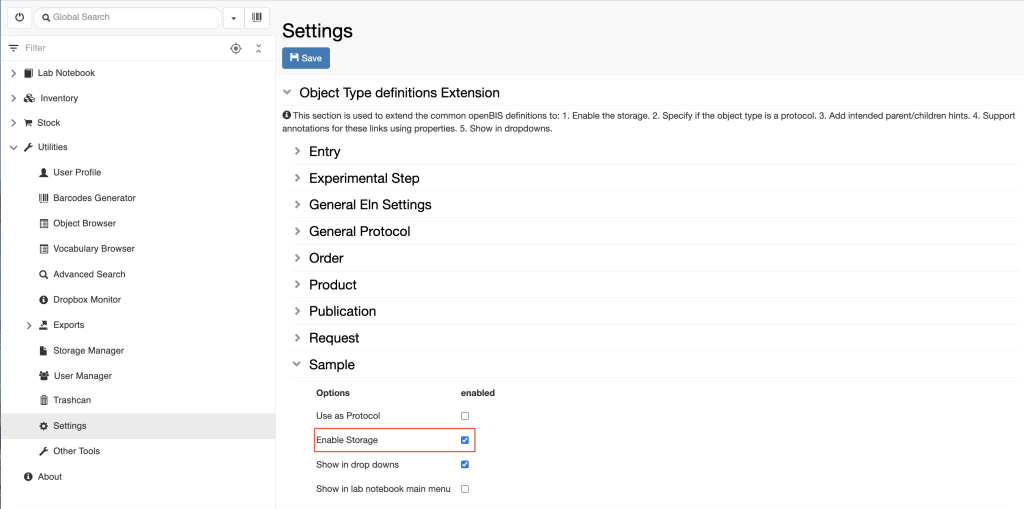 Global Search
Filter
Lab Notebook
Inventory
Stock
Utilities
User Profile
Barcodes Generator
Object Browser
Vocabulary Browser
Advanced Search
Dropbox Monitor
Exports
Storage Manager
User Manager
Trashcan
Settings
Other Tools
About
Settings
Save
Object Type definitions Extension
This section is used to extend the common openBIS definitions to: 1. Enable the storage. 2. Specify if the object type is a protocol. 3. Add intended parent/children hints. 4. Support
annotations for these links using properties. 5. Show in dropdowns.
Entry
Experimental Step
General Eln Settings
General Protocol
Order
Product
Publication
Request
Sample
Options enabled
Use as Protocol
Enable Storage
Show in drop downs
Show in lab notebook main menu